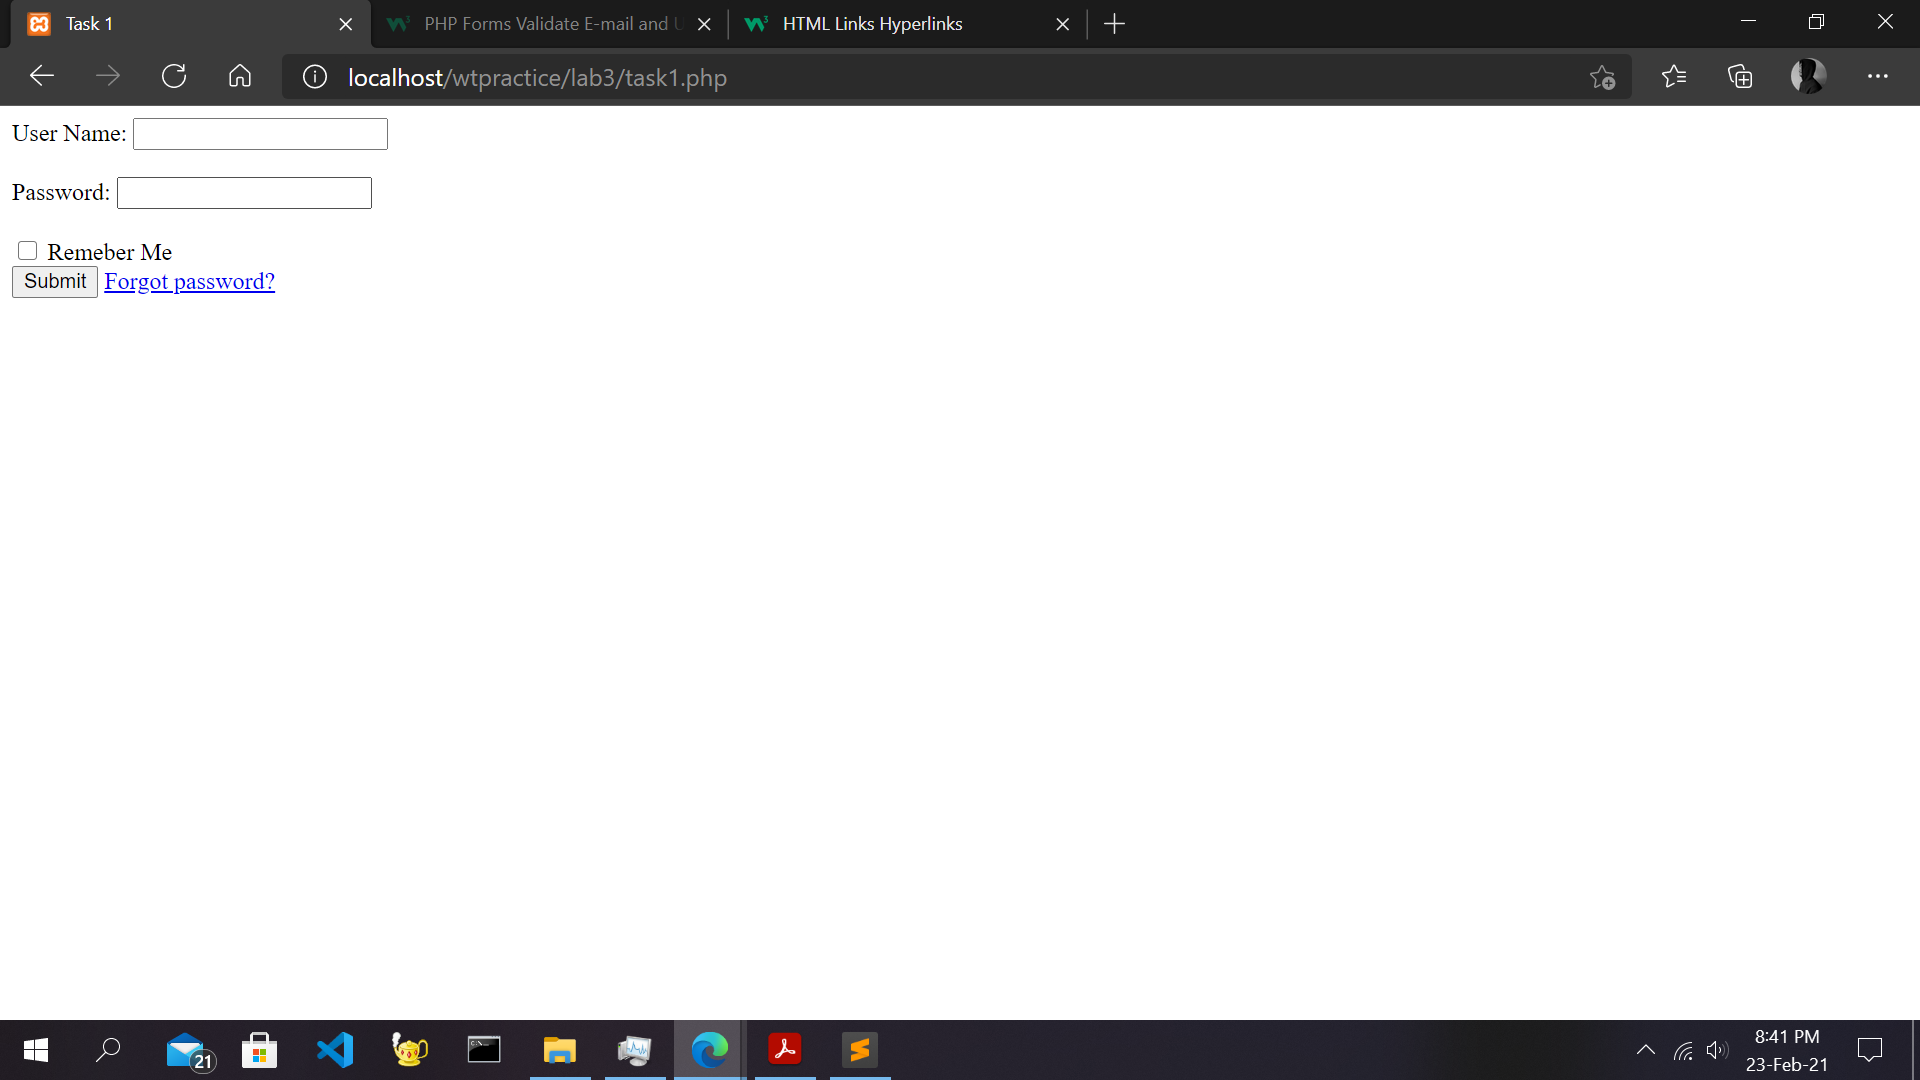 Task 1
PHP Forms Validate E-mail and U
HTML Links Hyperlinks
localhost/wtpractice/lab3/task1.php
User Name:
Password:
Remeber Me
Submit Forgot password?
21
8:41 PM
23-Feb-21